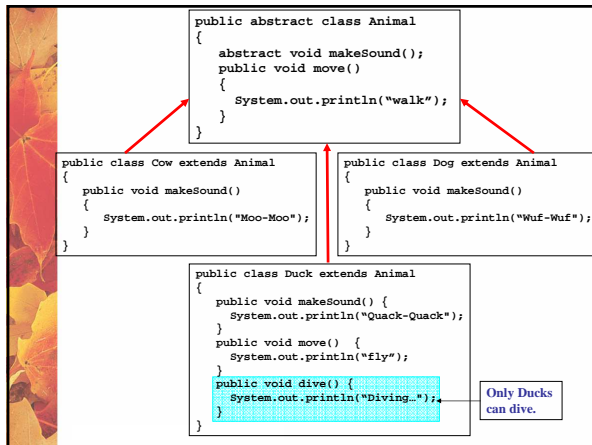 public abstract class Animal
{
abstract void makeSound();
public void move()
{
System.out.println(“walk”);
}
}
public class Cow extends Animal
{
public void makeSound()
{
System.out.println("Moo-Moo");
}
}
public class Dog extends Animal
{
public void makeSound()
{
System.out.println(“Wuf-Wuf");
}
}
public class Duck extends Animal
{
public void makeSound() {
System.out.println(“Quack-Quack");
}
public void move() {
System.out.println(“fly”);
}
public void dive() {
System.out.println(“Diving…");
}
}
Only Ducks
can dive.